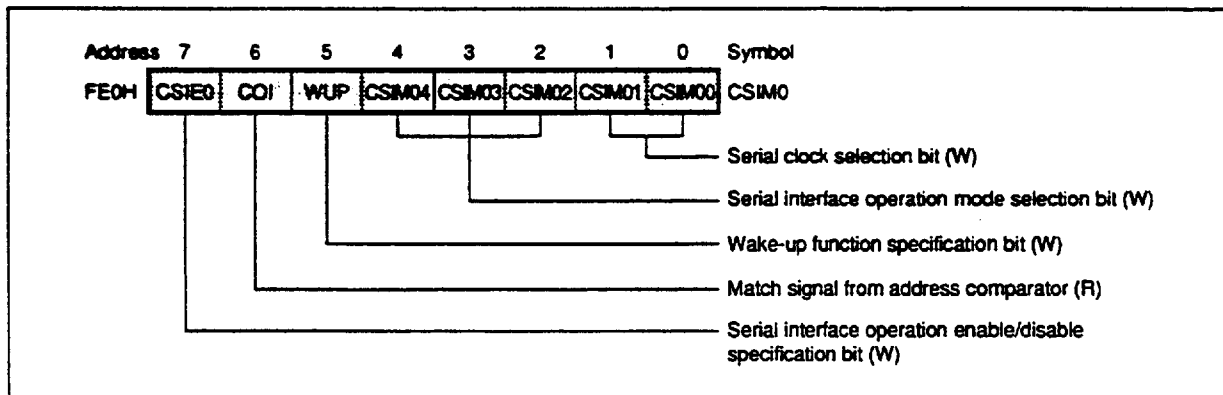 Address 7 6 5 4 3 2 1 0 Symbol
FE0H CSIE0 COI WUP CSIM04 CSIM03 CSIM02 CSIM01 CSIM00 CSIM0
Serial clock selection bit (W)
Serial interface operation mode selection bit (W)
Wake-up function specification bit (W)
Match signal from address comparator (R)
Serial interface operation enable/disable
specification bit (W)